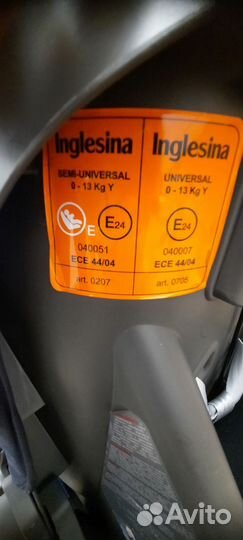 Inglesina
SEMI-UNIVERSAL
0 - 13 Kg Y
E
E24
040051
ECE 44/04
art. 0207
Inglesina
UNIVERSAL
0 - 13 Kg Y
E24
040007
ECE 44/04
art. 0705
Avito